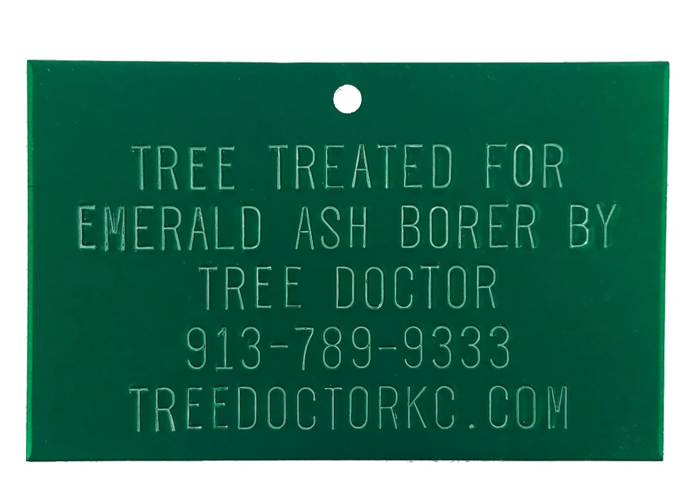 TREE TREATED FOR
EMERALD ASH BORER BY
TREE DOCTOR
913-789-9333
TREEDOCTORKC.COM